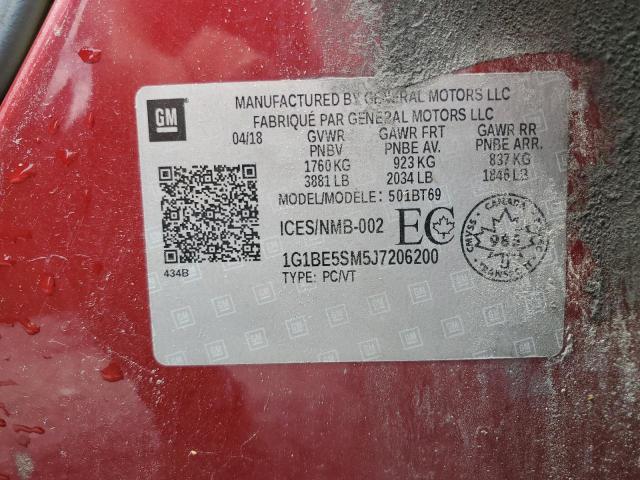 GM
MANUFACTURED BY GENERAL MOTORS LLC
FABRIQUÉ PAR GENERAL MOTORS LLC
04/18 GVWR GAWR FRT GAWR RR
PNBV PNBE AV. PNBE ARR.
1760 KG 923 KG 837 KG
3881 LB 2034 LB 1846 LB
MODEL/MODELE: 501BT69
ICES/NMB-002 EC
1G1BE5SM5J7206200
TYPE: PC/VT
434B
CANADA
CMVSS
TRANSPORT